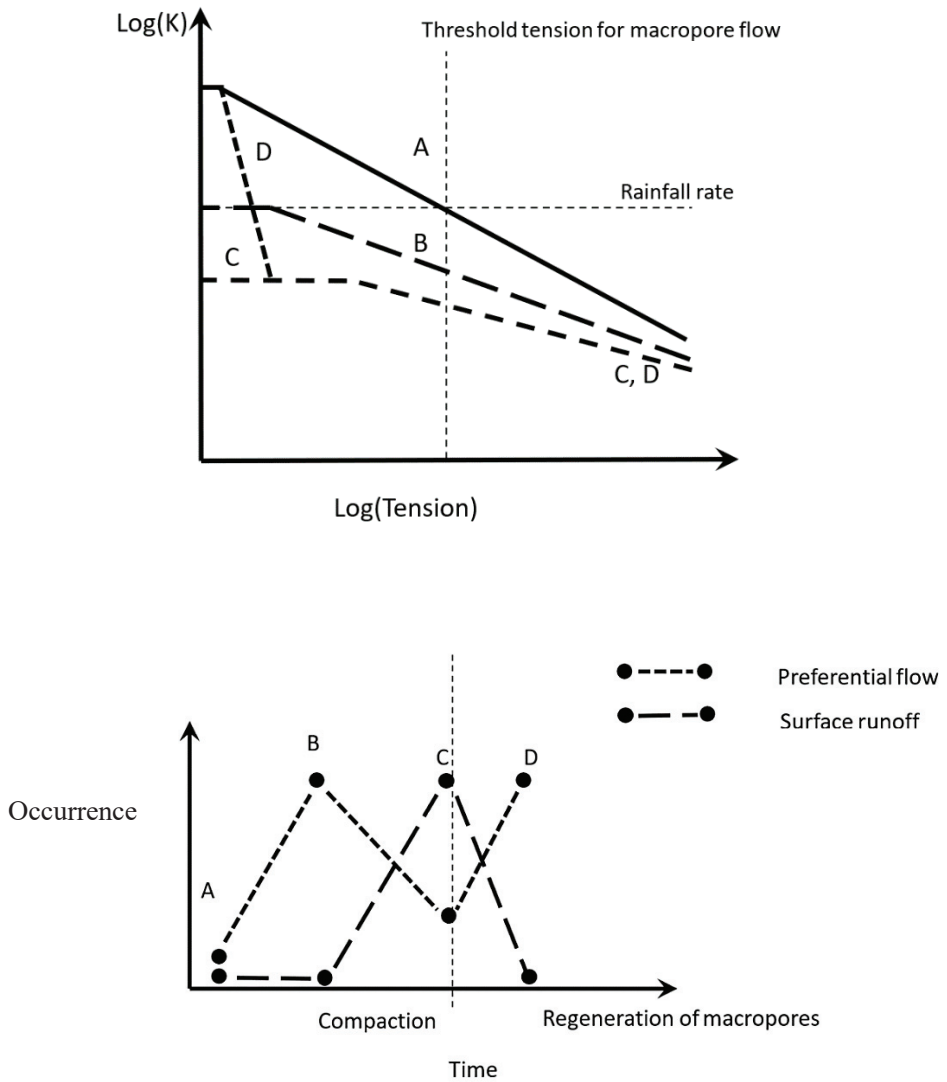 Log(K)
Threshold tension for macropore flow
A
D
Rainfall rate
B
C
C, D
Log(Tension)
Preferential flow
Surface runoff
B
C
D
Occurrence
A
Compaction
Regeneration of macropores
Time